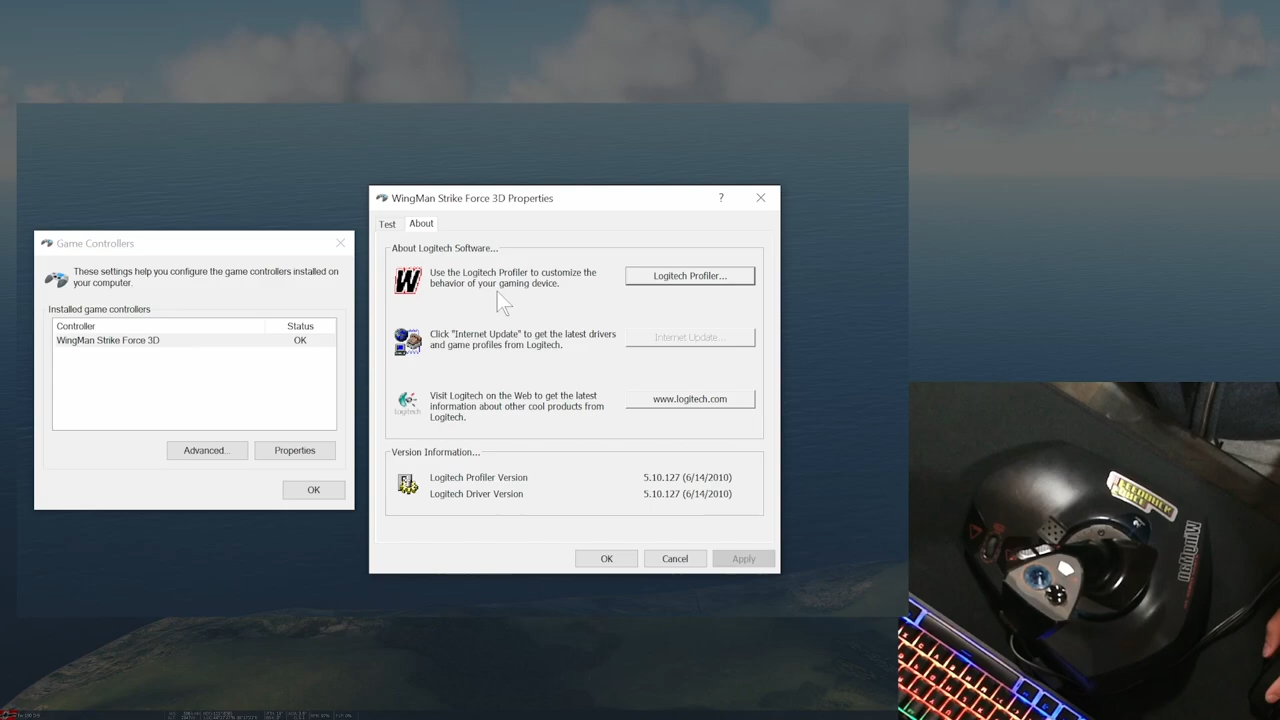 WingMan Strike Force 3D Properties
?
Test
About
About Logitech Software...
Use the Logitech Profiler to customize the
behavior of your gaming device.
Logitech Profiler...
Click "Internet Update" to get the latest drivers
and game profiles from Logitech.
Internet Update...
Visit Logitech on the Web to get the latest
information about other cool products from
Logitech.
www.logitech.com
Logitech
Version Information...
Logitech Profiler Version
5.10.127 (6/14/2010)
Logitech Driver Version
5.10.127 (6/14/2010)
OK
Cancel
Apply
Game Controllers
These settings help you configure the game controllers installed on
your computer.
Installed game controllers
Controller
Status
WingMan Strike Force 3D
OK
Advanced...
Properties
OK
WingMan